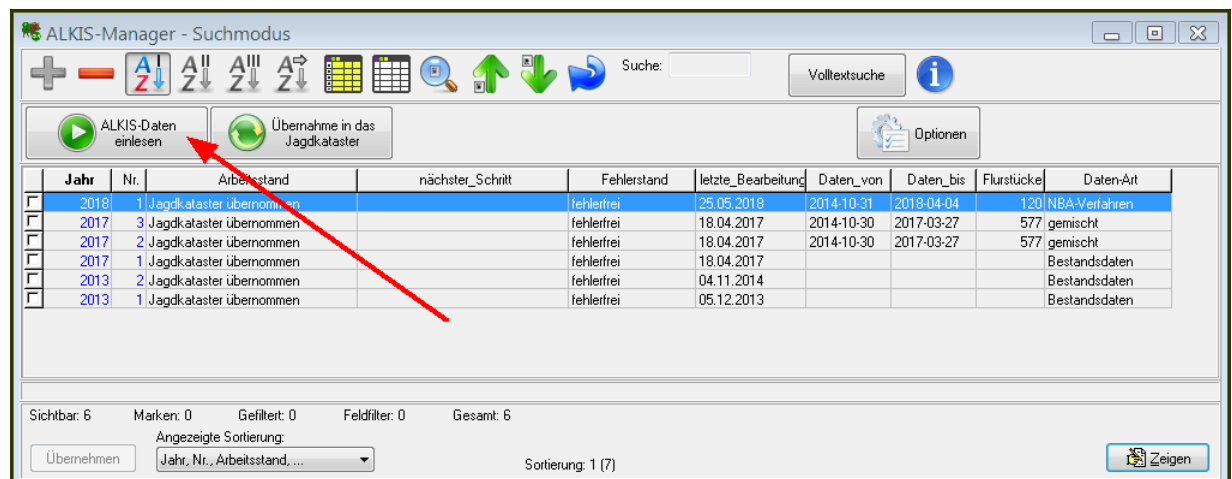 ALKIS-Manager - Suchmodus
Suche:
Volltextsuche
ALKIS-Daten einlesen
Übernahme in das Jagdkataster
Optionen
Jahr Nr. Arbeitsstand nächster_Schritt Fehlerstand letzte_Bearbeitung Daten_von Daten_bis Flurstücke Daten-Art
2018 1 Jagdkataster übernommen fehlerfrei 25.05.2018 2014-10-31 2018-04-04 120 NBA-Verfahren
2017 3 Jagdkataster übernommen fehlerfrei 18.04.2017 2014-10-30 2017-03-27 577 gemischt
2017 2 Jagdkataster übernommen fehlerfrei 18.04.2017 2014-10-30 2017-03-27 577 gemischt
2017 1 Jagdkataster übernommen fehlerfrei 18.04.2017 Bestandsdaten
2013 2 Jagdkataster übernommen fehlerfrei 04.11.2014 Bestandsdaten
2013 1 Jagdkataster übernommen fehlerfrei 05.12.2013 Bestandsdaten
Sichtbar: 6 Marken: 0 Gefiltert: 0 Feldfilter: 0 Gesamt: 6
Angezeigte Sortierung:
Übernehmen Jahr, Nr., Arbeitsstand, ... Sortierung: 1 (7) Zeigen